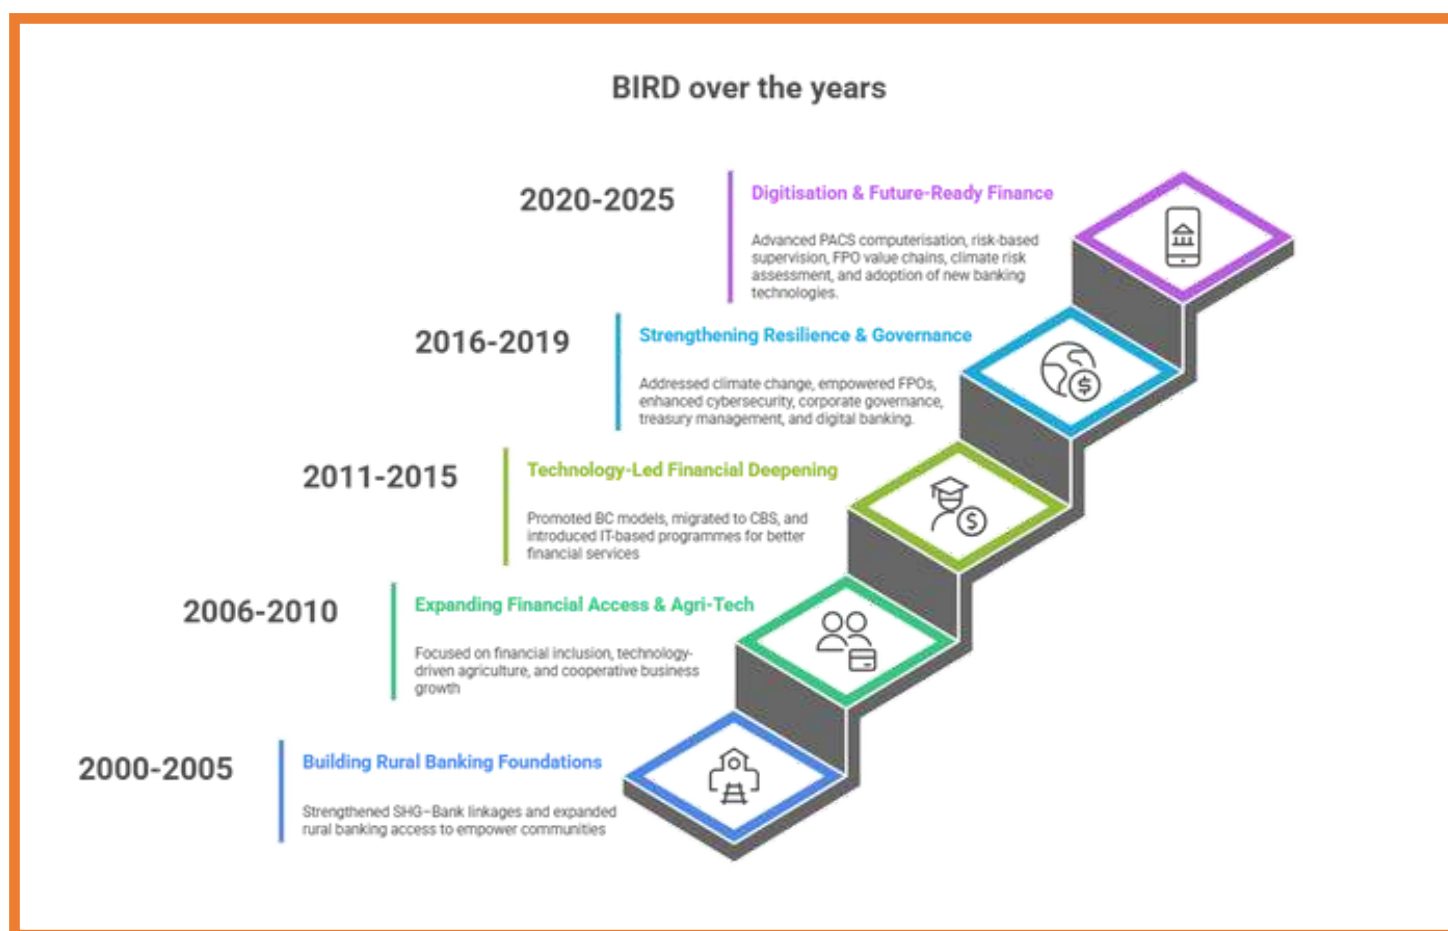 BIRD over the years
2020-2025
Digitisation & Future-Ready Finance
Advanced PACS computerisation, risk-based
supervision, FPO value chains, climate risk
assessment, and adoption of new banking
technologies.
2016-2019
Strengthening Resilience & Governance
Addressed climate change, empowered FPOs,
enhanced cybersecurity, corporate governance,
treasury management, and digital banking.
2011-2015
Technology-Led Financial Deepening
Promoted BC models, migrated to CBS, and
introduced IT-based programmes for better
financial services
2006-2010
Expanding Financial Access & Agri-Tech
Focused on financial inclusion, technology-
driven agriculture, and cooperative business
growth
2000-2005
Building Rural Banking Foundations
Strengthened SHG–Bank linkages and expanded
rural banking access to empower communities